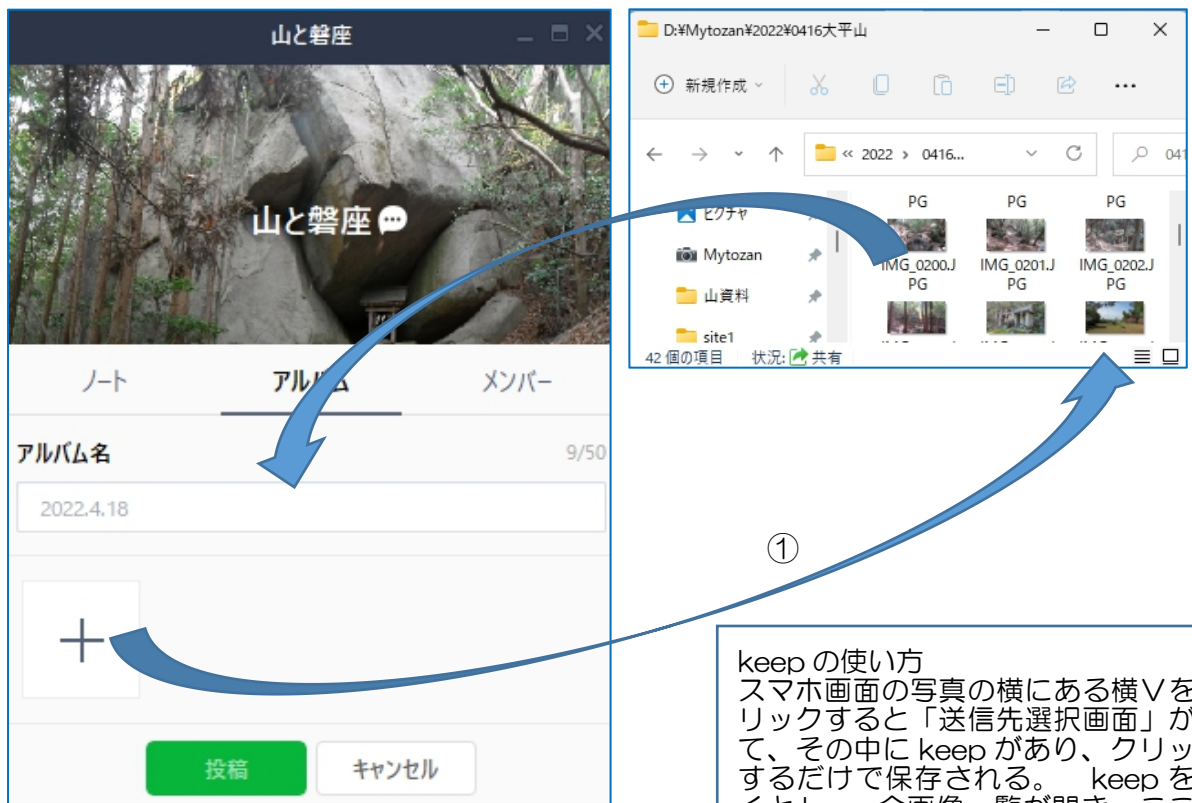 山と磐座
山と磐座
ノート アルバム メンバー
アルバム名 9/50
2022.4.18
投稿 キャンセル
D:¥Mytozan¥2022¥0416大平山
新規作成
« 2022 › 0416...
041
ピクチャ
Mytozan
山資料
site1
PG PG PG
IMG_0200.J IMG_0201.J IMG_0202.J
PG PG PG
42 個の項目 状況: 共有
①
keep の使い方
スマホ画面の写真の横にある横∨を
リックすると「送信先選択画面」が
て、その中に keep があり、クリッ
するだけで保存される。 keep を